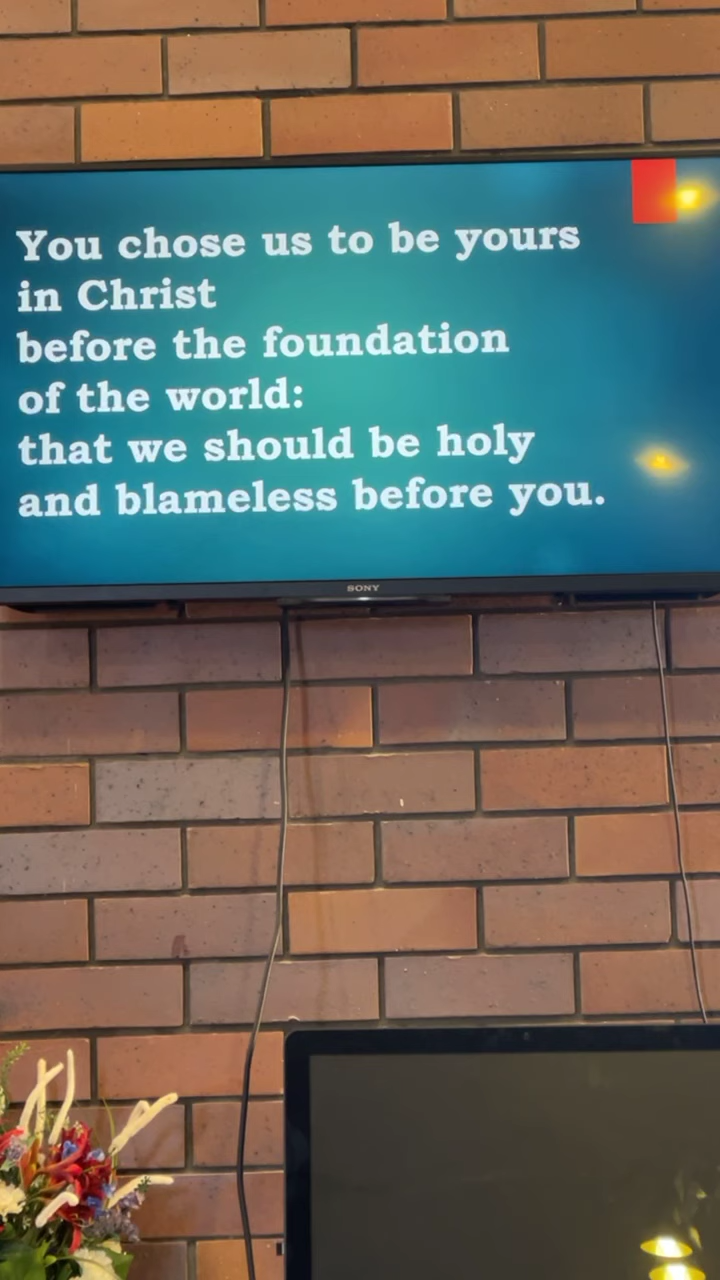 You chose us to be yours
in Christ
before the foundation
of the world:
that we should be holy
and blameless before you.
SONY